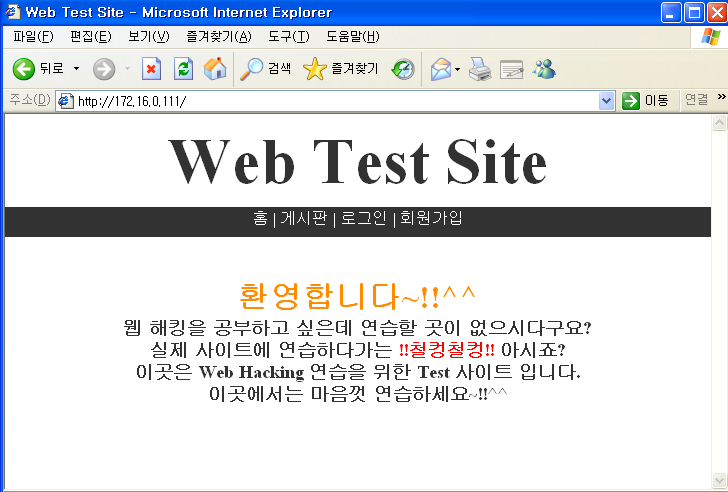 Web Test Site - Microsoft Internet Explorer
파일(F) 편집(E) 보기(V) 즐겨찾기(A) 도구(T) 도움말(H)
뒤로 검색 즐겨찾기
주소(D) http://172.16.0.111/ 이동 연결 »
Web Test Site
홈 | 게시판 | 로그인 | 회원가입
환영합니다~!!^^
웹 해킹을 공부하고 싶은데 연습할 곳이 없으시다구요?
실제 사이트에 연습하다가는 !!철컹철컹!! 아시죠?
이곳은 Web Hacking 연습을 위한 Test 사이트 입니다.
이곳에서는 마음껏 연습하세요~!!^^